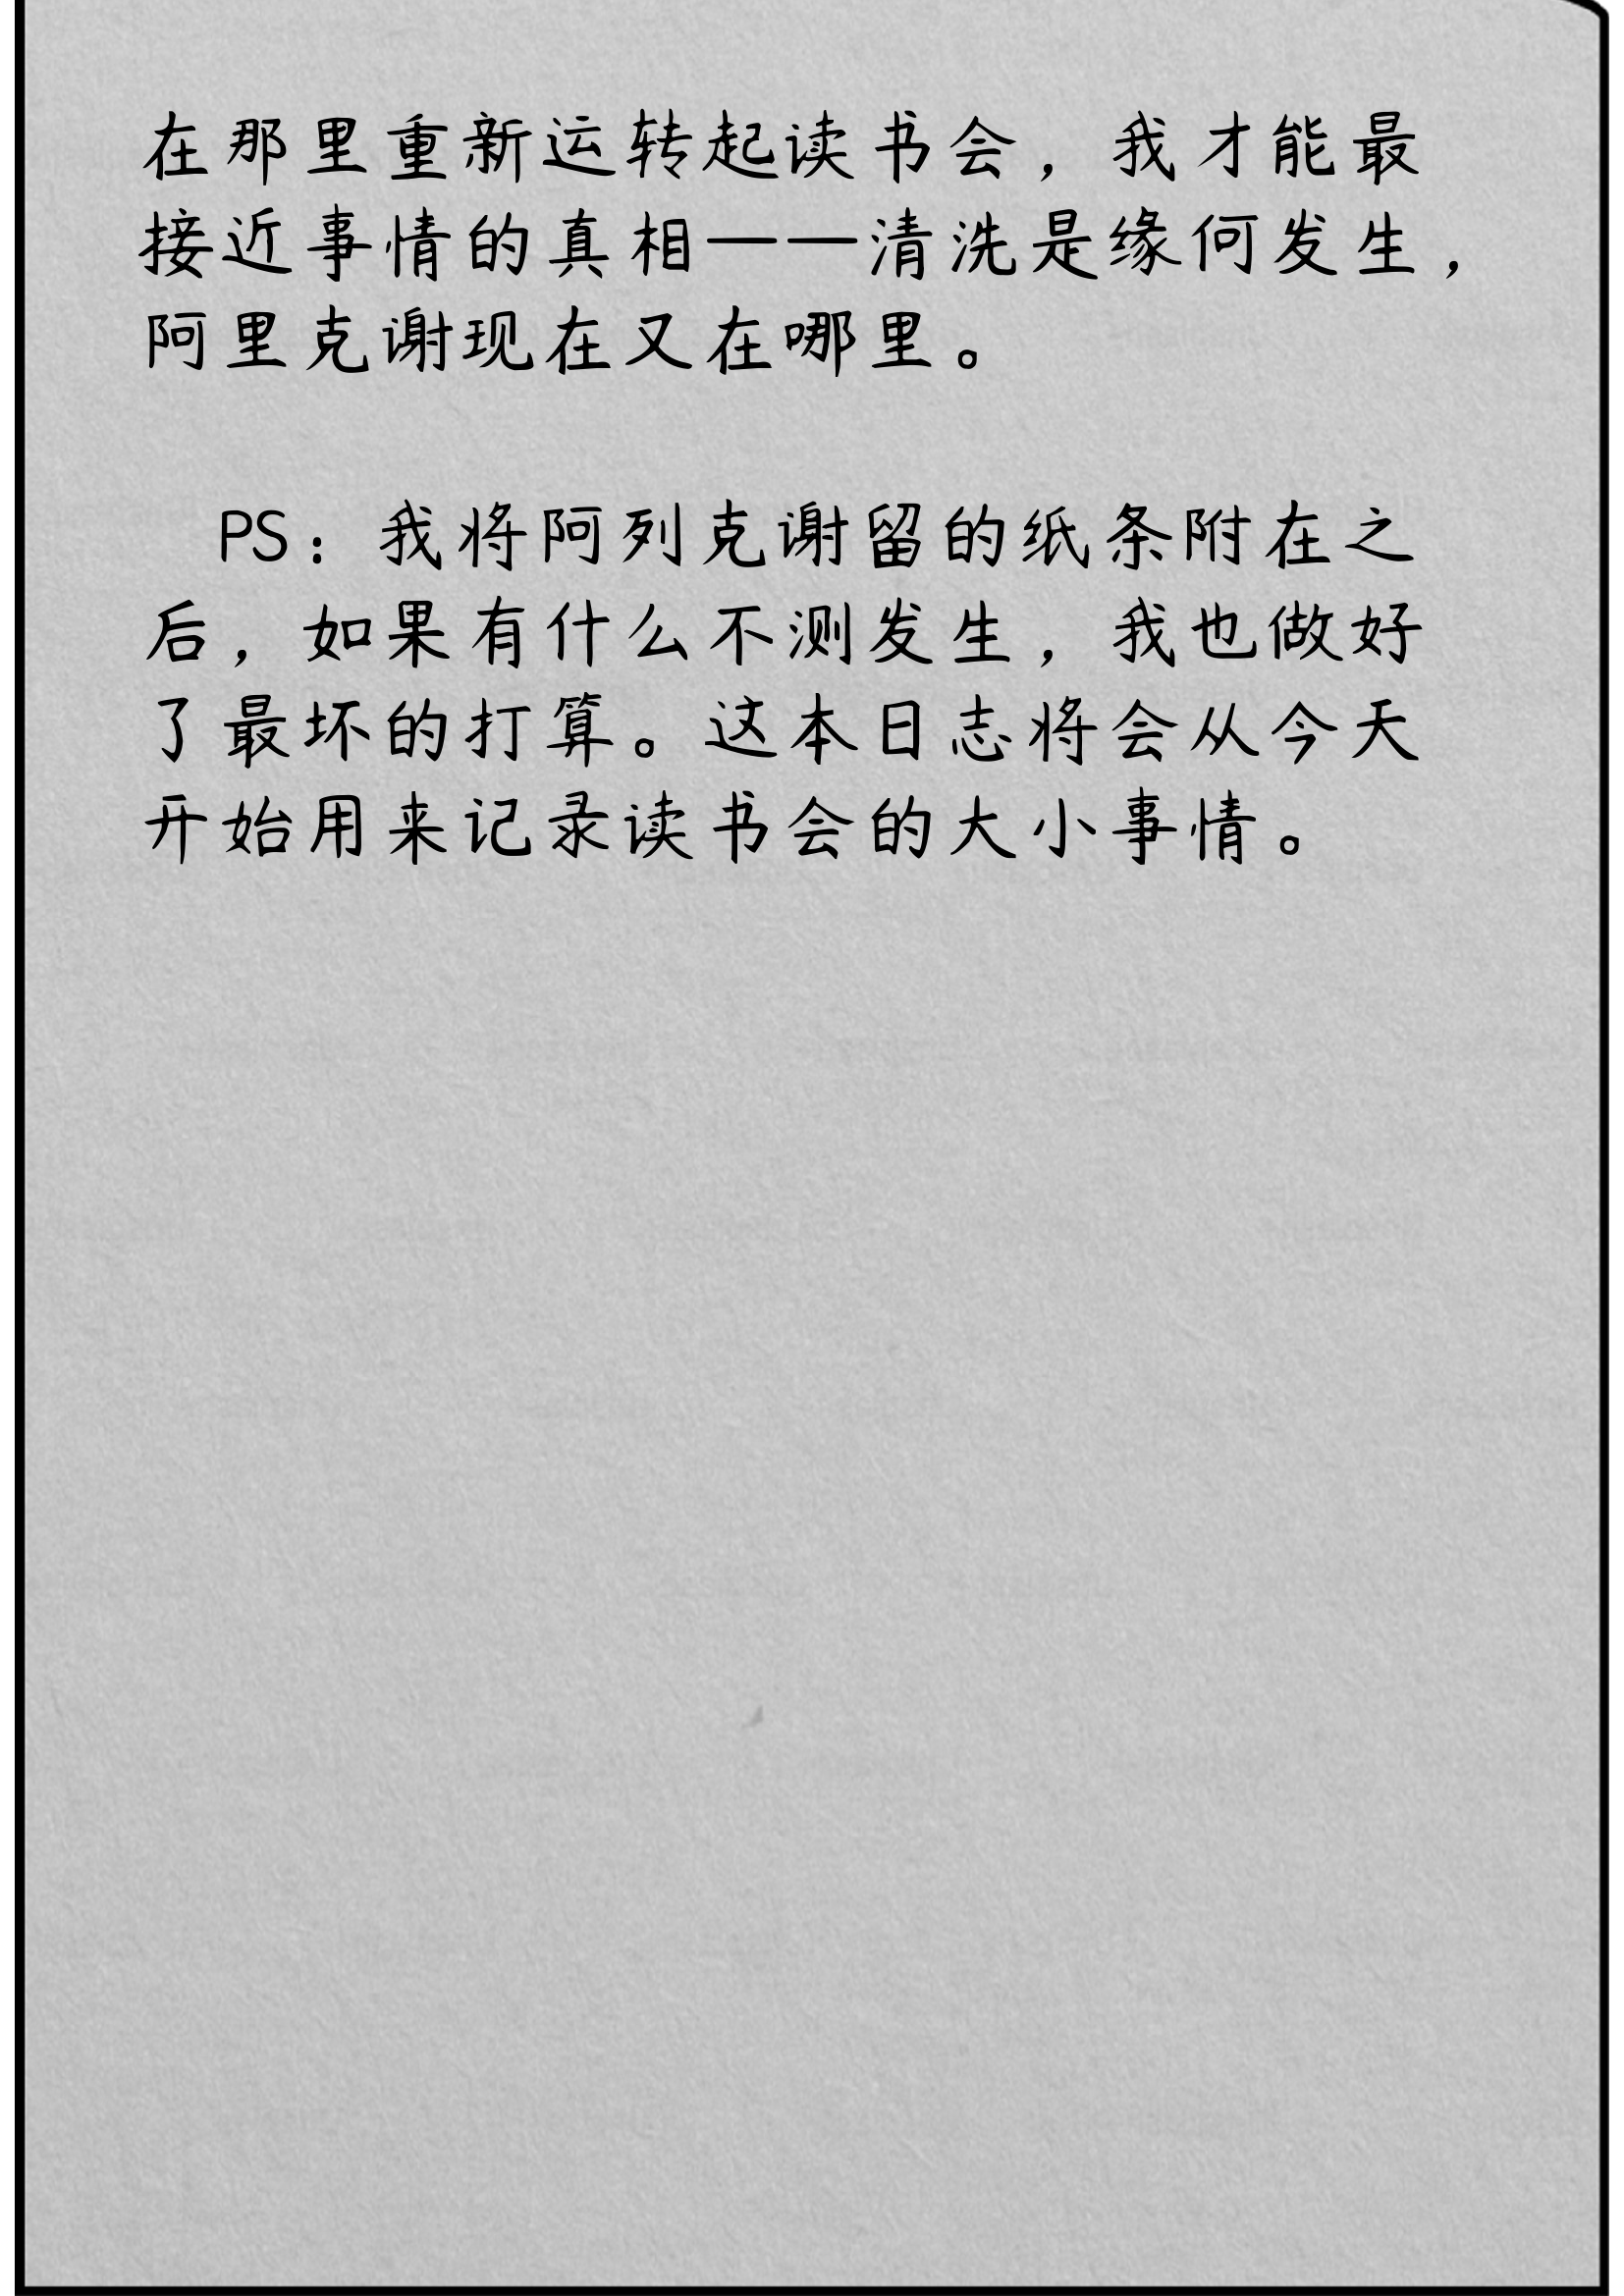 在那里重新运转起读书会，我才能最
接近事情的真相——清洗是缘何发生，
阿里克谢现在又在哪里。
PS：我将阿列克谢留的纸条附在之
后，如果有什么不测发生，我也做好
了最坏的打算。这本日志将会从今天
开始用来记录读书会的大小事情。